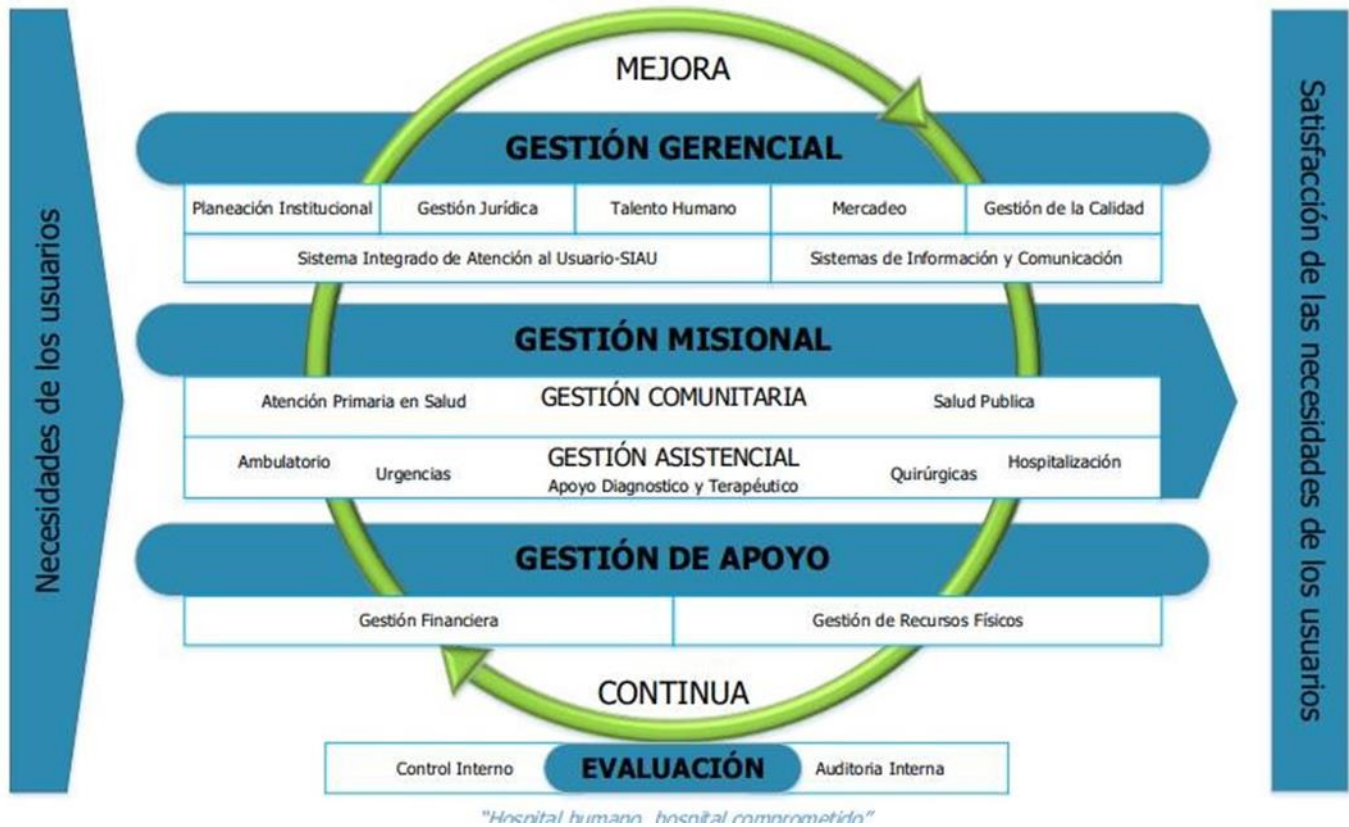 Necesidades de los usuarios
MEJORA
GESTIÓN GERENCIAL
Planeación Institucional
Gestión Jurídica
Talento Humano
Mercadeo
Gestión de la Calidad
Sistema Integrado de Atención al Usuario-SIAU
Sistemas de Información y Comunicación
GESTIÓN MISIONAL
Atención Primaria en Salud
GESTIÓN COMUNITARIA
Salud Publica
Ambulatorio
Urgencias
GESTIÓN ASISTENCIAL
Apoyo Diagnostico y Terapéutico
Quirúrgicas
Hospitalización
GESTIÓN DE APOYO
Gestión Financiera
Gestión de Recursos Físicos
CONTINUA
Control Interno
EVALUACIÓN
Auditoria Interna
"Hospital humano, hospital comprometido"
Satisfacción de las necesidades de los usuarios